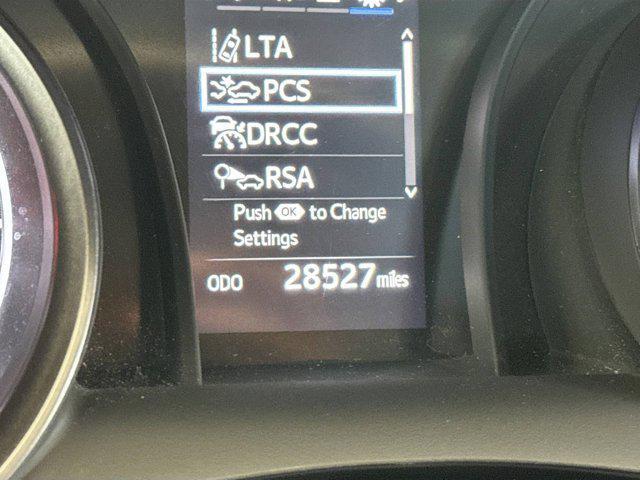 LTA
PCS
DRCC
RSA
Push OK to Change
Settings
ODO 28527 miles